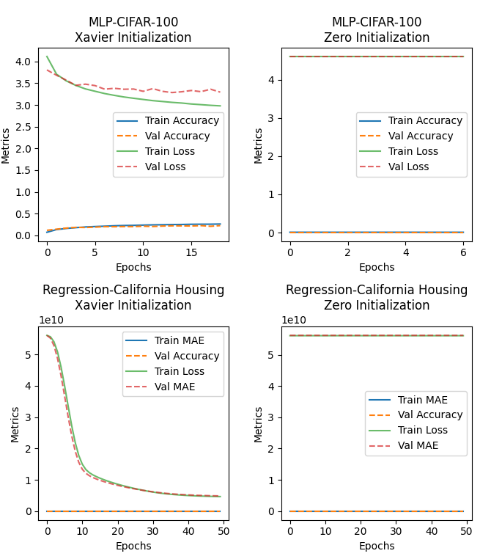 MLP-CIFAR-100
Xavier Initialization
4.0
3.5
3.0
2.5
2.0
1.5
1.0
0.5
0.0
Metrics
Train Accuracy
Val Accuracy
Train Loss
Val Loss
0
5
10
15
Epochs
MLP-CIFAR-100
Zero Initialization
4
3
2
1
0
Metrics
Train Accuracy
Val Accuracy
Train Loss
Val Loss
0
2
4
6
Epochs
Regression-California Housing
Xavier Initialization
1e10
5
4
3
2
1
0
Metrics
Train MAE
Val Accuracy
Train Loss
Val MAE
0
10
20
30
40
50
Epochs
Regression-California Housing
Zero Initialization
1e10
5
4
3
2
1
0
Metrics
Train MAE
Val Accuracy
Train Loss
Val MAE
0
10
20
30
40
50
Epochs